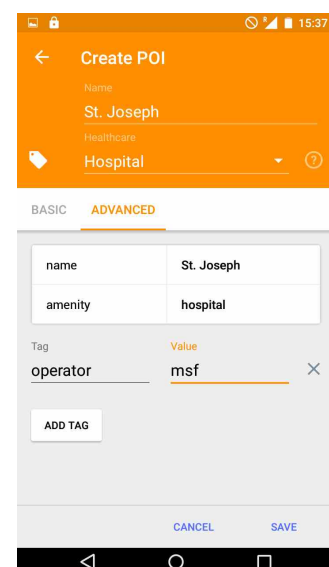 15:37
Create POI
Name
St. Joseph
Healthcare
Hospital
BASIC ADVANCED
name St. Joseph
amenity hospital
Tag Value
operator msf
ADD TAG
CANCEL SAVE